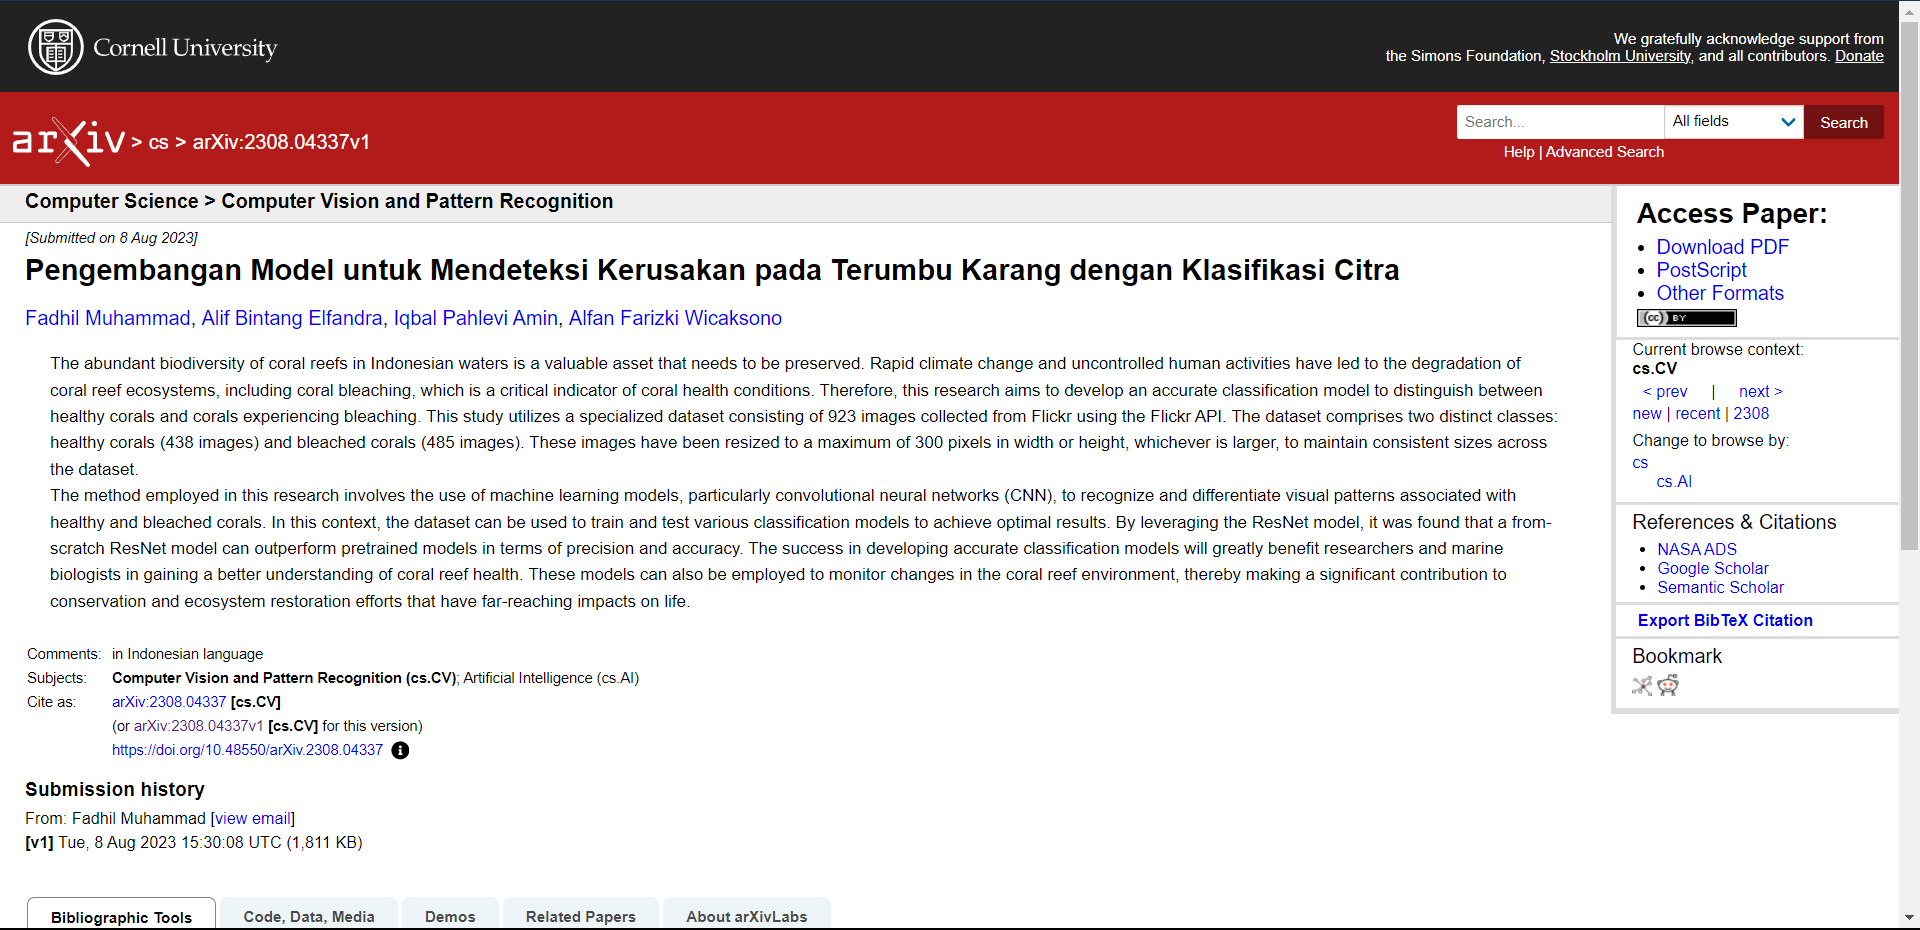 Cornell University
We gratefully acknowledge support from
the Simons Foundation, Stockholm University, and all contributors. Donate
arXiv > cs > arXiv:2308.04337v1
Search...
All fields
Search
Help | Advanced Search
Computer Science > Computer Vision and Pattern Recognition
[Submitted on 8 Aug 2023]
Pengembangan Model untuk Mendeteksi Kerusakan pada Terumbu Karang dengan Klasifikasi Citra
Fadhil Muhammad, Alif Bintang Elfandra, Iqbal Pahlevi Amin, Alfan Farizki Wicaksono
The abundant biodiversity of coral reefs in Indonesian waters is a valuable asset that needs to be preserved. Rapid climate change and uncontrolled human activities have led to the degradation of
coral reef ecosystems, including coral bleaching, which is a critical indicator of coral health conditions. Therefore, this research aims to develop an accurate classification model to distinguish between
healthy corals and corals experiencing bleaching. This study utilizes a specialized dataset consisting of 923 images collected from Flickr using the Flickr API. The dataset comprises two distinct classes:
healthy corals (438 images) and bleached corals (485 images). These images have been resized to a maximum of 300 pixels in width or height, whichever is larger, to maintain consistent sizes across
the dataset.
The method employed in this research involves the use of machine learning models, particularly convolutional neural networks (CNN), to recognize and differentiate visual patterns associated with
healthy and bleached corals. In this context, the dataset can be used to train and test various classification models to achieve optimal results. By leveraging the ResNet model, it was found that a from-
scratch ResNet model can outperform pretrained models in terms of precision and accuracy. The success in developing accurate classification models will greatly benefit researchers and marine
biologists in gaining a better understanding of coral reef health. These models can also be employed to monitor changes in the coral reef environment, thereby making a significant contribution to
conservation and ecosystem restoration efforts that have far-reaching impacts on life.
Comments: in Indonesian language
Subjects: Computer Vision and Pattern Recognition (cs.CV); Artificial Intelligence (cs.AI)
Cite as: arXiv:2308.04337 [cs.CV]
(or arXiv:2308.04337v1 [cs.CV] for this version)
https://doi.org/10.48550/arXiv.2308.04337
Submission history
From: Fadhil Muhammad [view email]
[v1] Tue, 8 Aug 2023 15:30:08 UTC (1,811 KB)
Bibliographic Tools
Code, Data, Media
Demos
Related Papers
About arXivLabs
Access Paper:
Download PDF
PostScript
Other Formats
(cc) BY
Current browse context:
cs.CV
< prev | next >
new | recent | 2308
Change to browse by:
cs
cs.AI
References & Citations
NASA ADS
Google Scholar
Semantic Scholar
Export BibTeX Citation
Bookmark